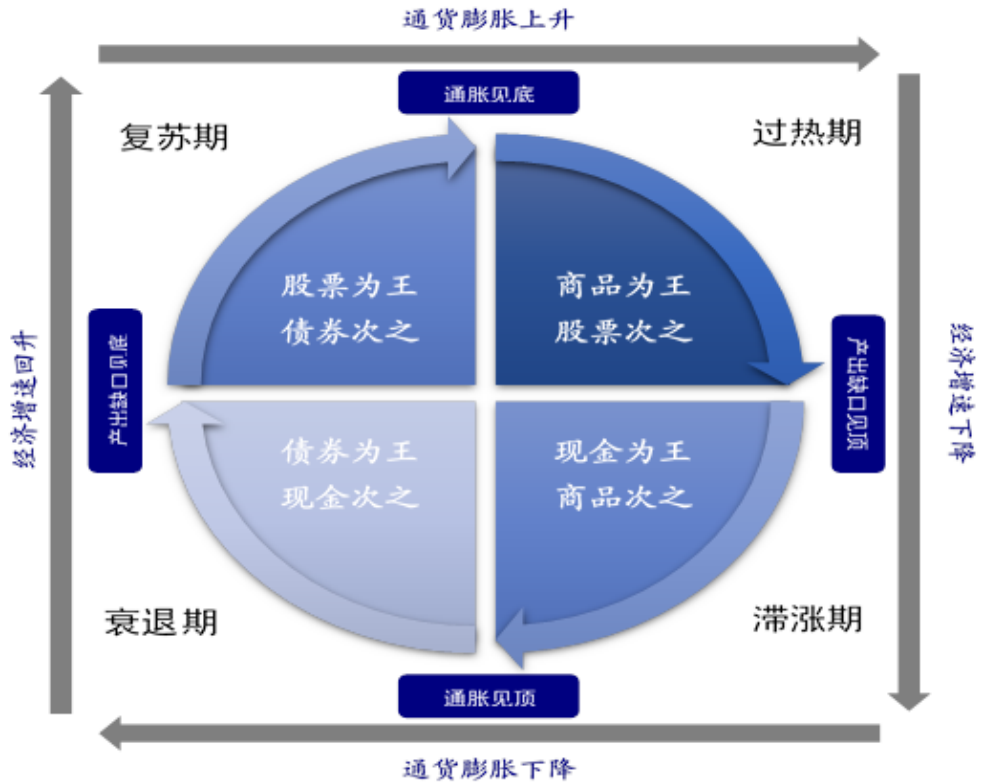 通货膨胀上升
通胀见底
复苏期
过热期
股票为王
债券次之
商品为王
股票次之
经济增速回升
产出缺口见底
产出缺口见顶
经济增速下降
债券为王
现金次之
现金为王
商品次之
衰退期
滞涨期
通胀见顶
通货膨胀下降